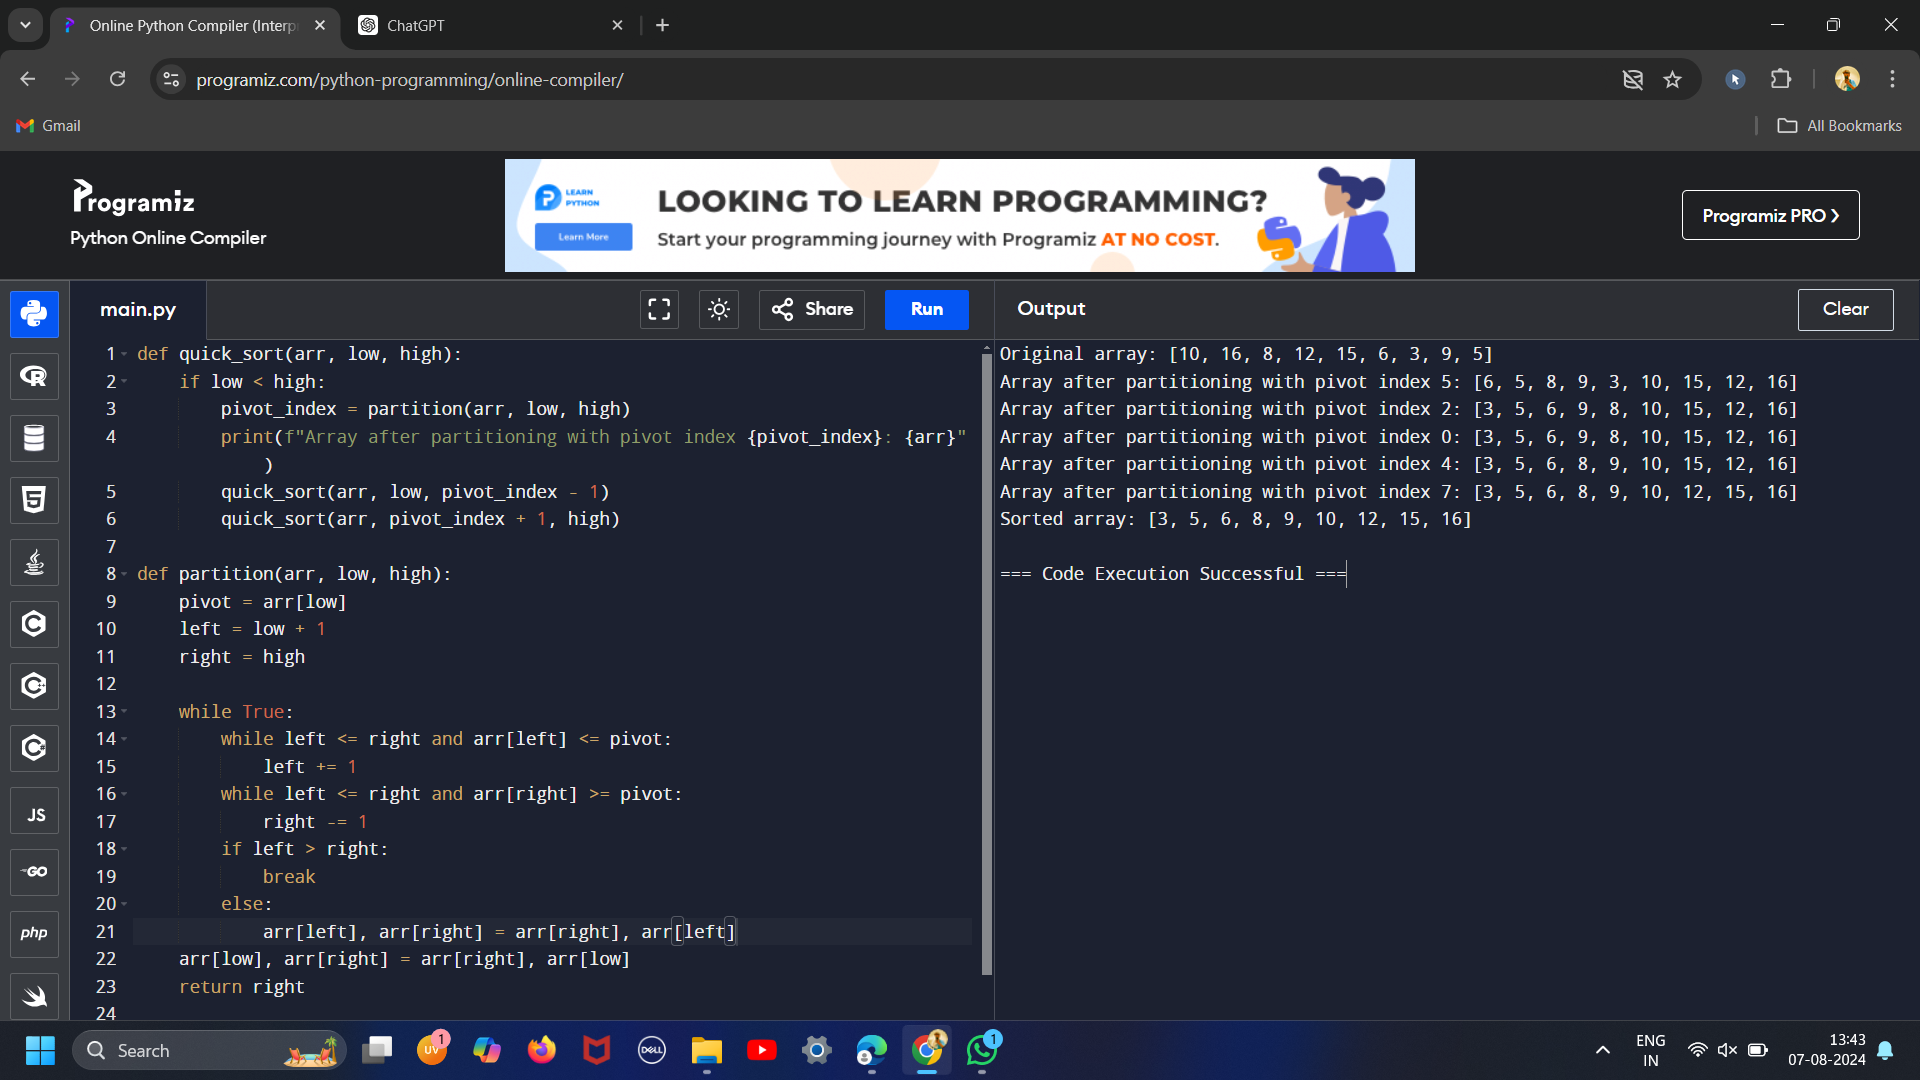 Online Python Compiler (Interp
ChatGPT
programiz.com/python-programming/online-compiler/
Gmail
All Bookmarks
Programiz
Python Online Compiler
LEARN
PYTHON
Learn More
LOOKING TO LEARN PROGRAMMING?
Start your programming journey with Programiz AT NO COST.
Programiz PRO ❯
main.py
Share
Run
Output
Clear
1 def quick_sort(arr, low, high):
2     if low < high:
3         pivot_index = partition(arr, low, high)
4         print(f"Array after partitioning with pivot index {pivot_index}: {arr}"
            )
5         quick_sort(arr, low, pivot_index - 1)
6         quick_sort(arr, pivot_index + 1, high)
7
8 def partition(arr, low, high):
9     pivot = arr[low]
10     left = low + 1
11     right = high
12
13     while True:
14         while left <= right and arr[left] <= pivot:
15             left += 1
16         while left <= right and arr[right] >= pivot:
17             right -= 1
18         if left > right:
19             break
20         else:
21             arr[left], arr[right] = arr[right], arr[left]
22     arr[low], arr[right] = arr[right], arr[low]
23     return right
24
Original array: [10, 16, 8, 12, 15, 6, 3, 9, 5]
Array after partitioning with pivot index 5: [6, 5, 8, 9, 3, 10, 15, 12, 16]
Array after partitioning with pivot index 2: [3, 5, 6, 9, 8, 10, 15, 12, 16]
Array after partitioning with pivot index 0: [3, 5, 6, 9, 8, 10, 15, 12, 16]
Array after partitioning with pivot index 4: [3, 5, 6, 8, 9, 10, 15, 12, 16]
Array after partitioning with pivot index 7: [3, 5, 6, 8, 9, 10, 12, 15, 16]
Sorted array: [3, 5, 6, 8, 9, 10, 12, 15, 16]
=== Code Execution Successful ===
R
5
C
C
C
JS
GO
php
Search
UV
1
DELL
1
ENG
IN
13:43
07-08-2024